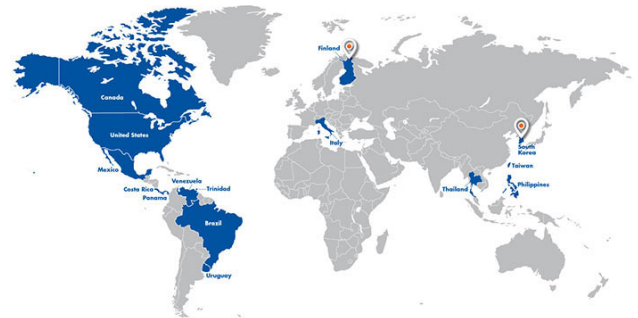 Finland
Canada
United States
Italy
South
Korea
Mexico
Taiwan
Venezuela
Costa Rica
Trinidad
Thailand
Philippines
Panama
Brazil
Uruguay